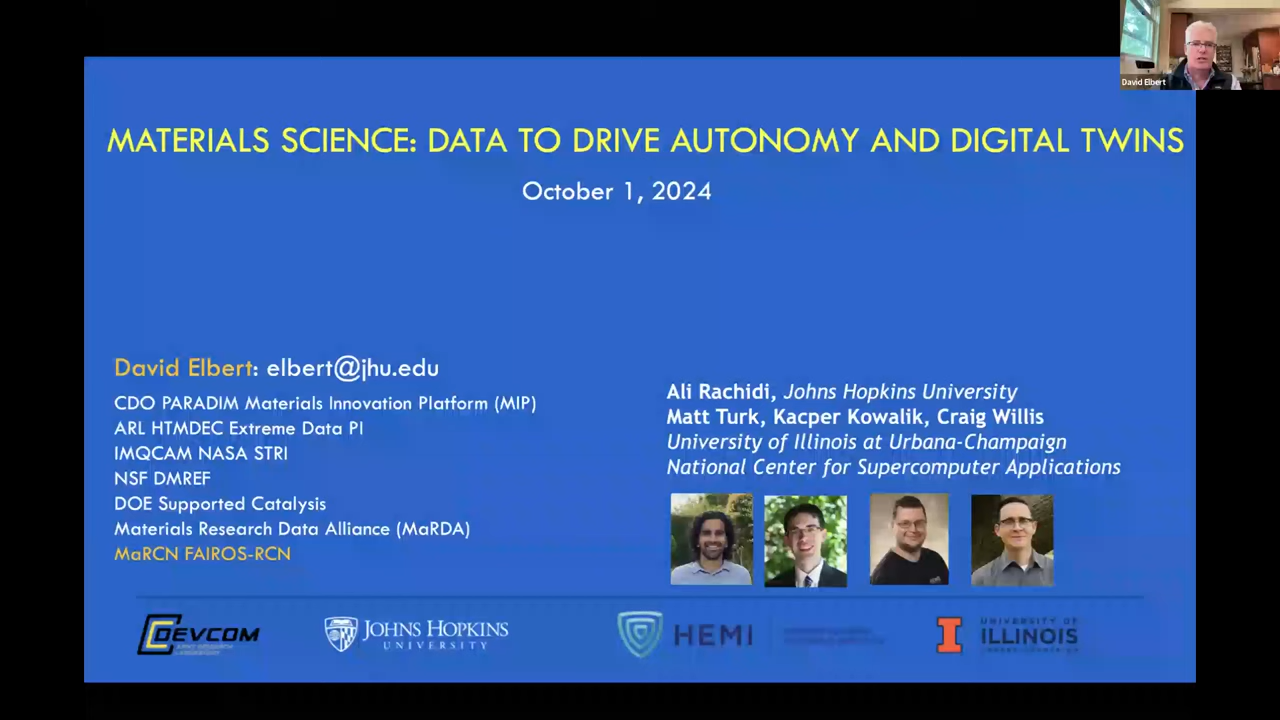 David Elbert
MATERIALS SCIENCE: DATA TO DRIVE AUTONOMY AND DIGITAL TWINS
October 1, 2024
David Elbert: elbert@jhu.edu
CDO PARADIM Materials Innovation Platform (MIP)
ARL HTMDEC Extreme Data PI
IMQCAM NASA STRI
NSF DMREF
DOE Supported Catalysis
Materials Research Data Alliance (MaRDA)
MaRCN FAIROS-RCN
Ali Rachidi, Johns Hopkins University
Matt Turk, Kacper Kowalik, Craig Willis
University of Illinois at Urbana-Champaign
National Center for Supercomputer Applications
DEVCOM
JOHNS HOPKINS
UNIVERSITY
HEMI
UNIVERSITY OF
ILLINOIS